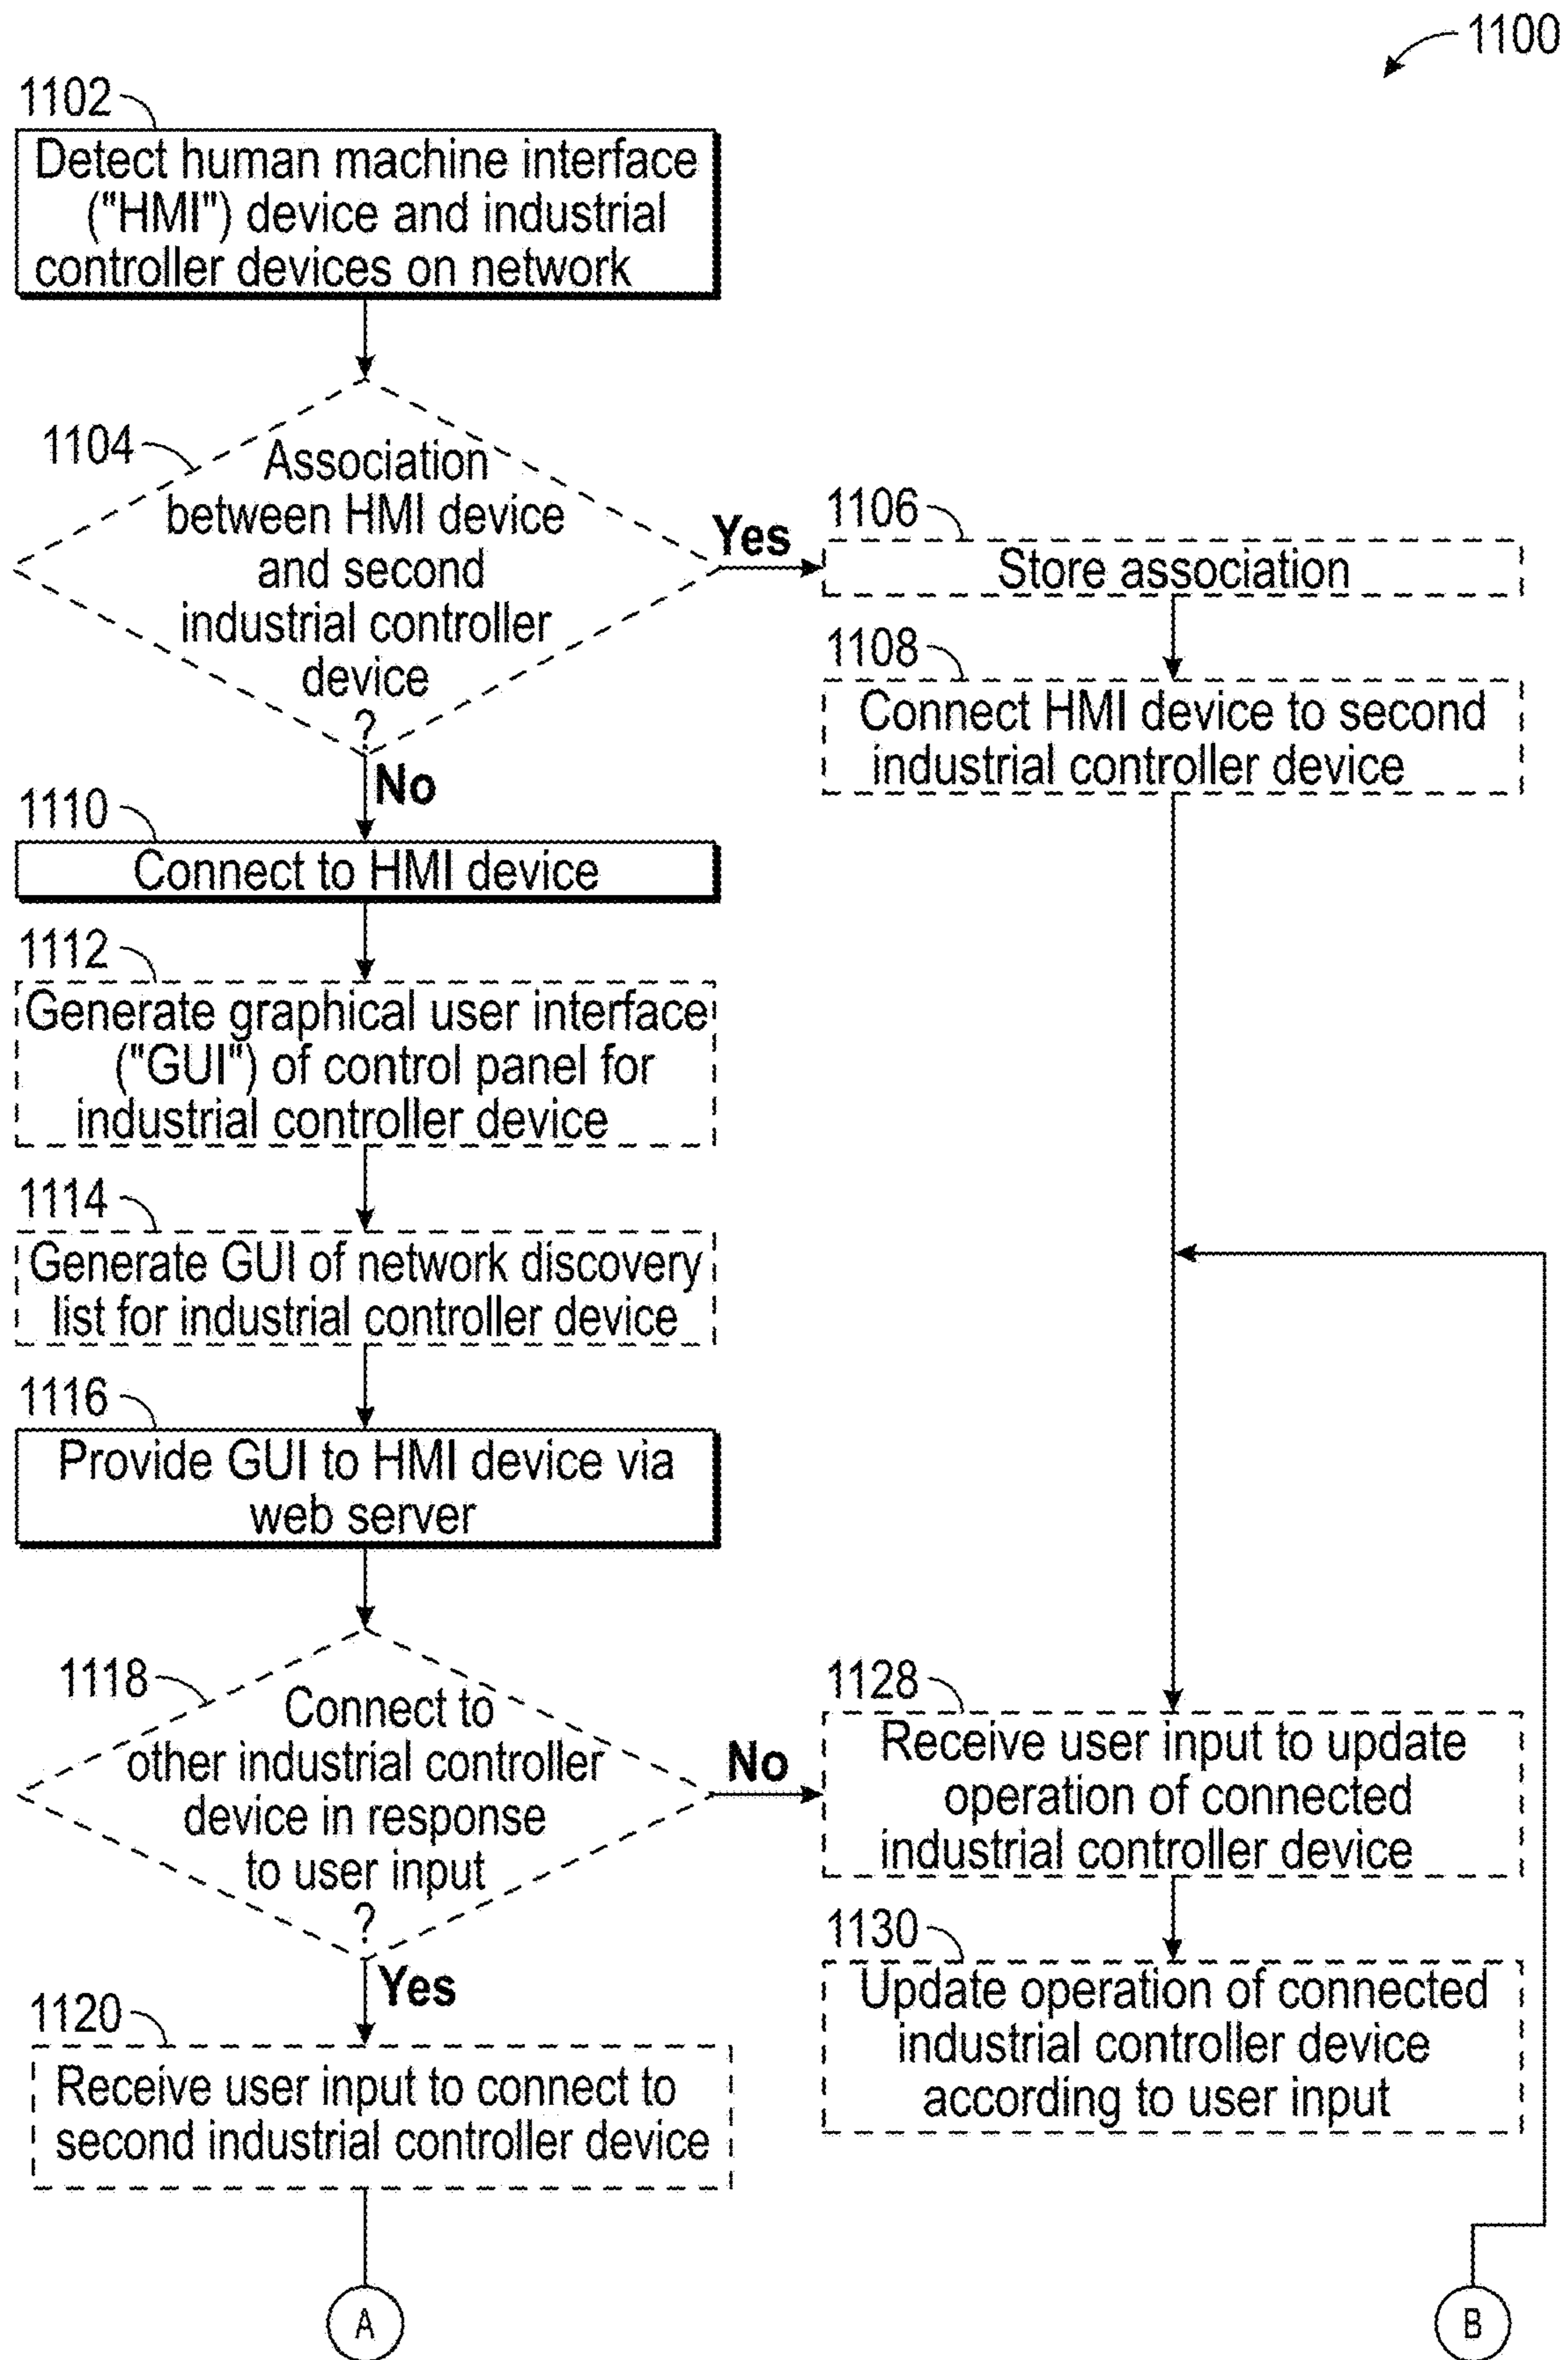 1100
1102
Detect human machine interface
("HMI") device and industrial
controller devices on network
1104
Association
between HMI device
and second
industrial controller
device
?
Yes
1106
Store association
1108
Connect HMI device to second
industrial controller device
No
1110
Connect to HMI device
1112
Generate graphical user interface
("GUI") of control panel for
industrial controller device
1114
Generate GUI of network discovery
list for industrial controller device
1116
Provide GUI to HMI device via
web server
1118
Connect to
other industrial controller
device in response
to user input
?
No
1128
Receive user input to update
operation of connected
industrial controller device
1130
Update operation of connected
industrial controller device
according to user input
Yes
1120
Receive user input to connect to
second industrial controller device
A
B